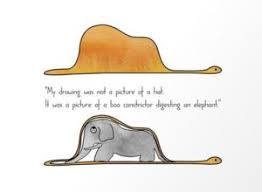 "My drawing was not a picture of a hat.
It was a picture of a boa constrictor digesting an elephant."